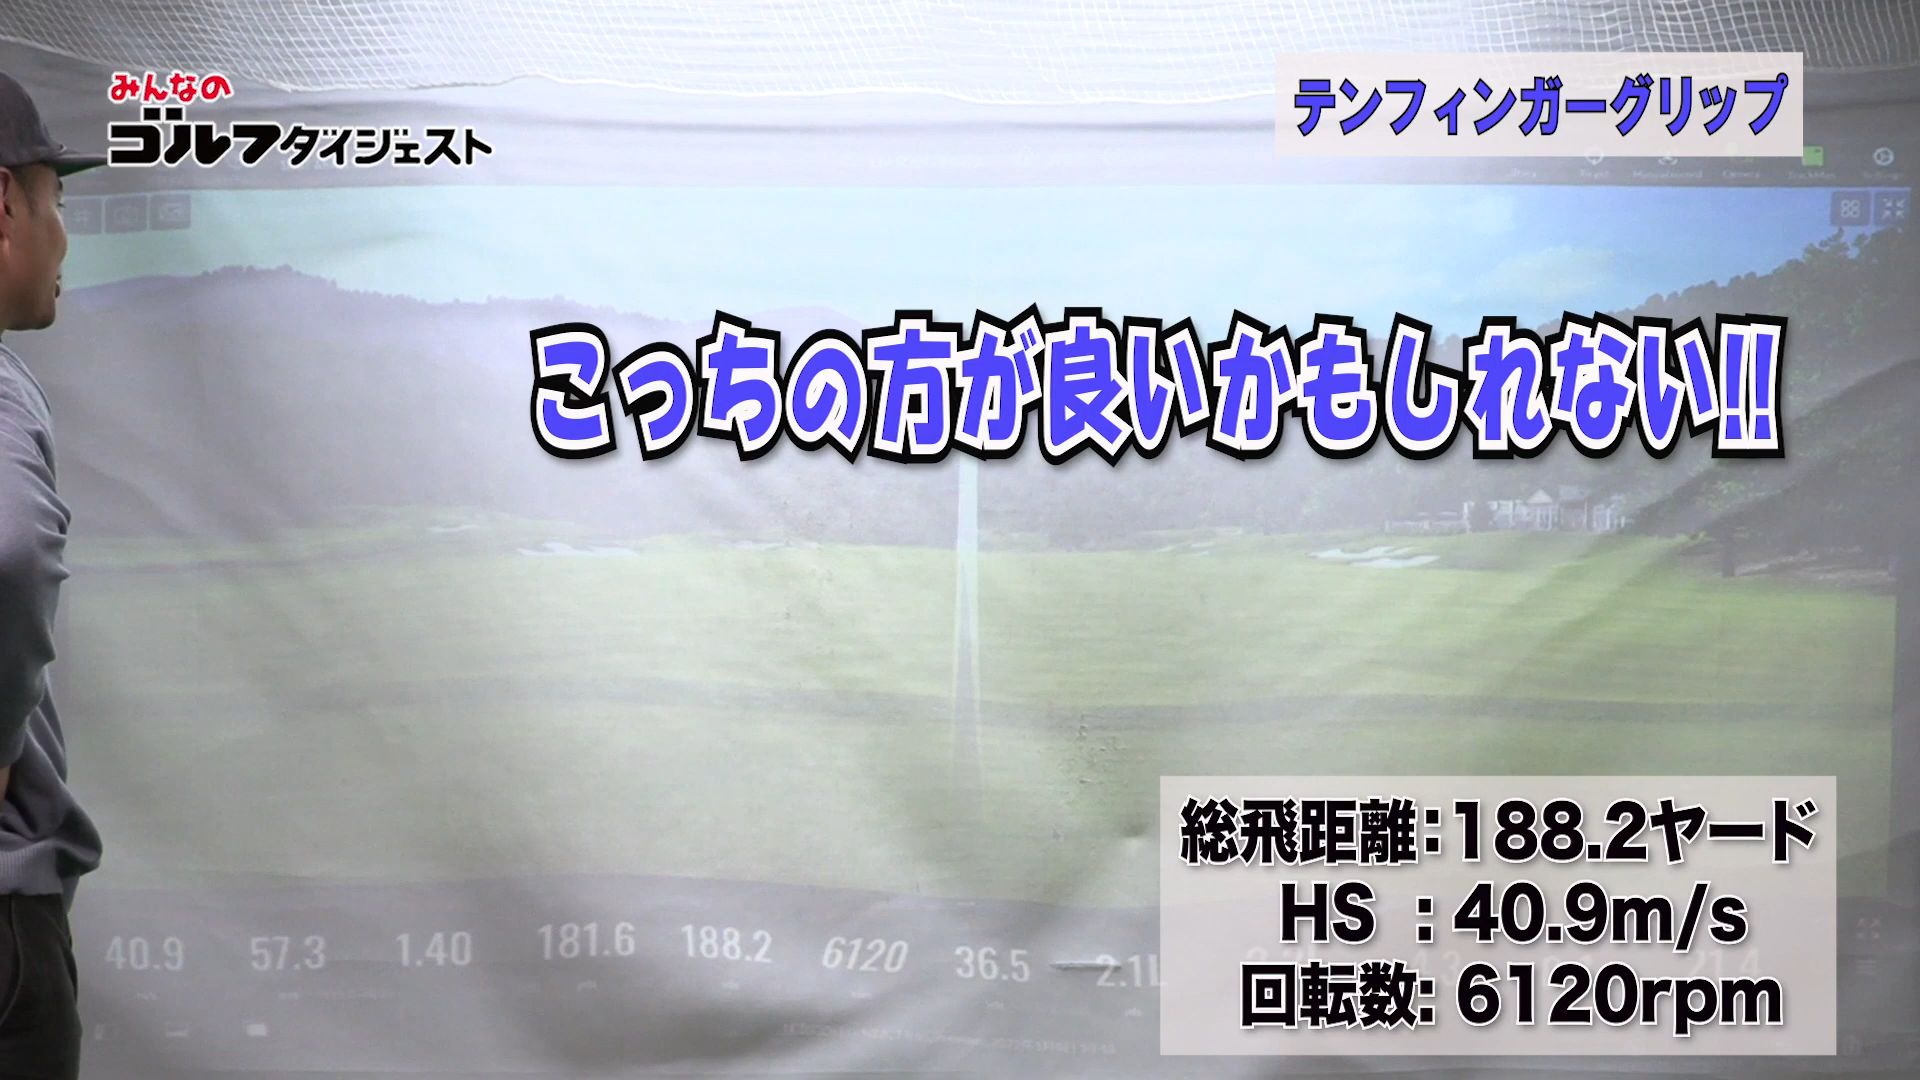 みんなの
ゴルフダイジェスト
テンフィンガーグリップ
こっちの方が良いかもしれない!!
総飛距離:188.2ヤード
HS : 40.9m/s
回転数: 6120rpm
40.9 57.3 1.40 181.6 188.2 6120 36.5 2.1L